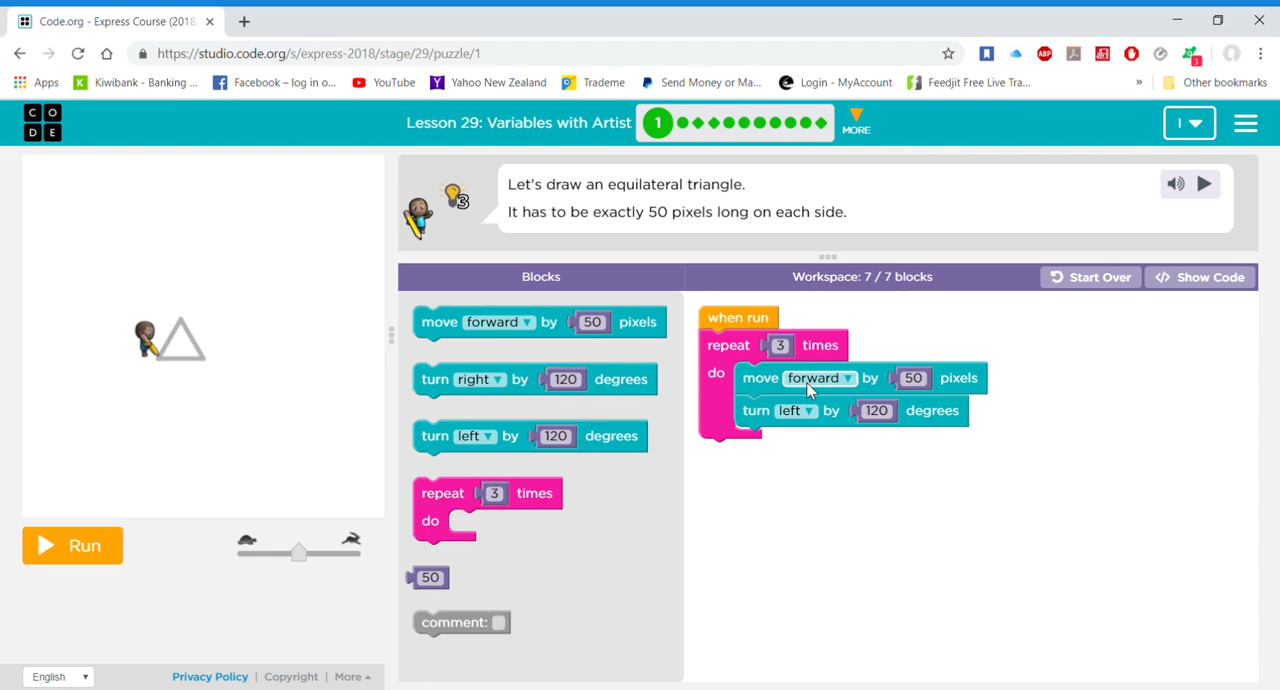 Code.org - Express Course (2018
https://studio.code.org/s/express-2018/stage/29/puzzle/1
ABP
3
Apps
K
Kiwibank - Banking ...
Facebook – log in o...
YouTube
Yahoo New Zealand
Trademe
Send Money or Ma...
Login - MyAccount
Feedjit Free Live Tra...
»
Other bookmarks
C O
D E
Lesson 29: Variables with Artist
1
MORE
I
3
Let's draw an equilateral triangle.
It has to be exactly 50 pixels long on each side.
Blocks
Workspace: 7 / 7 blocks
Start Over
</> Show Code
move forward by 50 pixels
turn right by 120 degrees
turn left by 120 degrees
repeat 3 times
do
50
comment:
when run
repeat 3 times
do
move forward by 50 pixels
turn left by 120 degrees
Run
English
Privacy Policy | Copyright | More